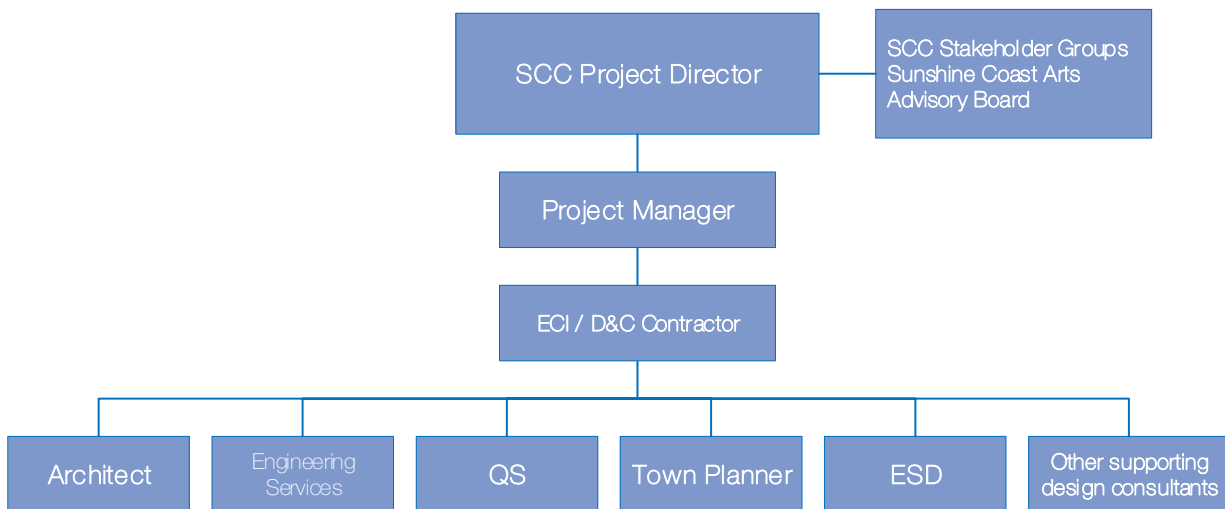 SCC Project Director
SCC Stakeholder Groups
Sunshine Coast Arts
Advisory Board
Project Manager
ECI / D&C Contractor
Architect
Engineering
Services
QS
Town Planner
ESD
Other supporting
design consultants